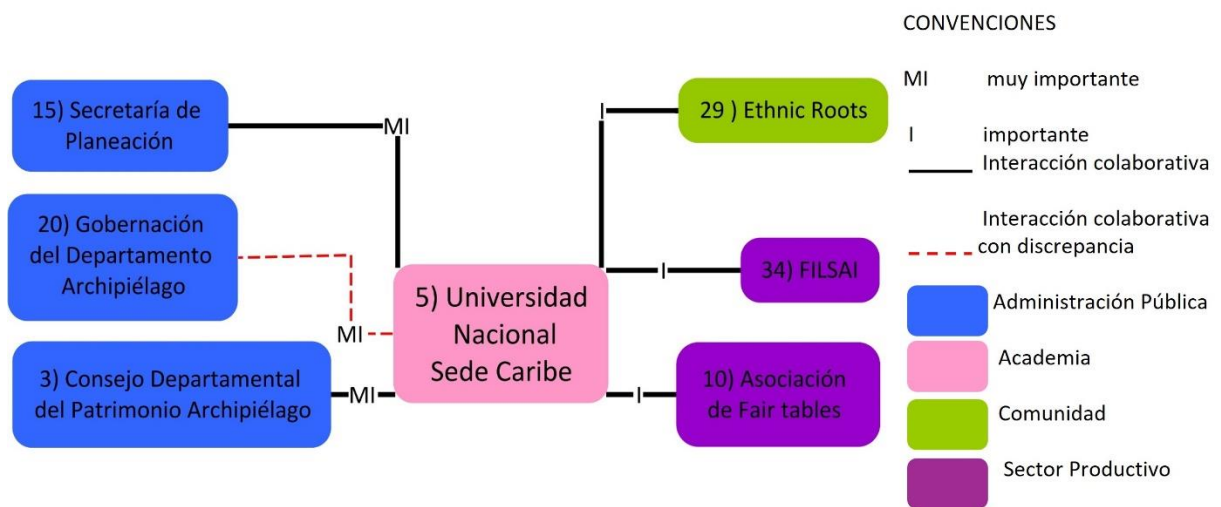 15) Secretaría de
Planeación
MI
20) Gobernación
del Departamento
Archipiélago
MI
3) Consejo Departamental
del Patrimonio Archipiélago
MI
5) Universidad
Nacional
Sede Caribe
I
29 ) Ethnic Roots
I
34) FILSAI
I
10) Asociación
de Fair tables
CONVENCIONES
MI muy importante
I importante
Interacción colaborativa
Interacción colaborativa
con discrepancia
Administración Pública
Academia
Comunidad
Sector Productivo